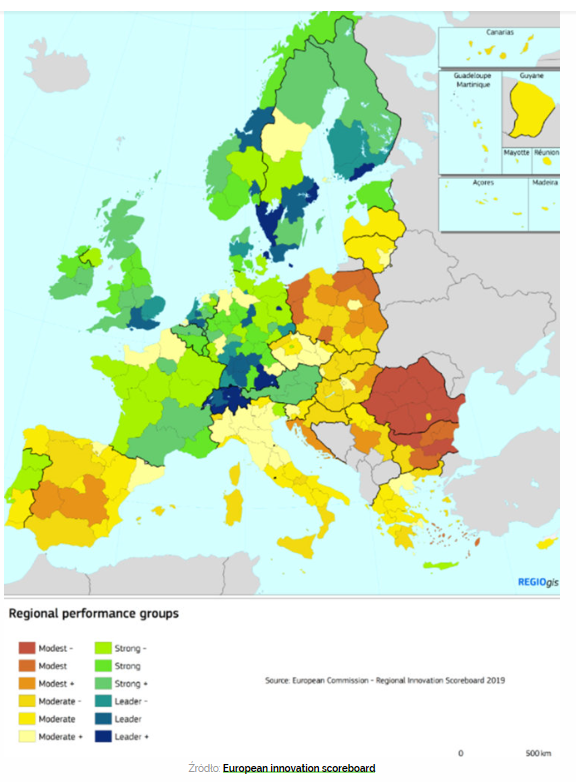 Canarias
Guadeloupe
Martinique
Guyane
Mayotte
Réunion
Açores
Madeira
REGIOgis
Regional performance groups
Modest -
Modest
Modest +
Moderate -
Moderate
Moderate +
Strong -
Strong
Strong +
Leader -
Leader
Leader +
Source: European Commission - Regional Innovation Scoreboard 2019
0
500 km
Źródło: European innovation scoreboard